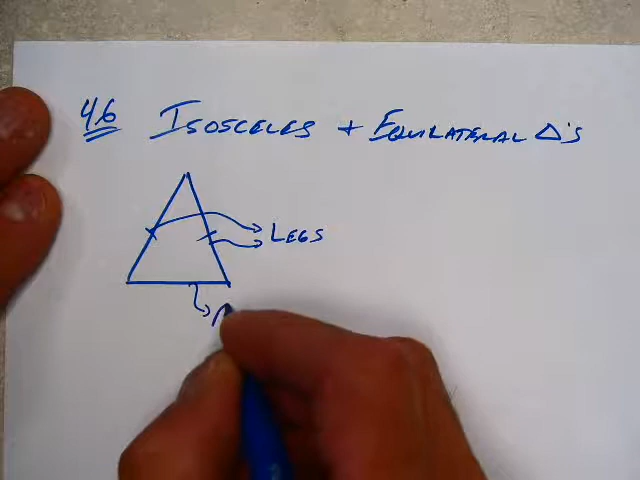 4.6 ISOSCELES + EQUILATERAL Δ'S
LEGS